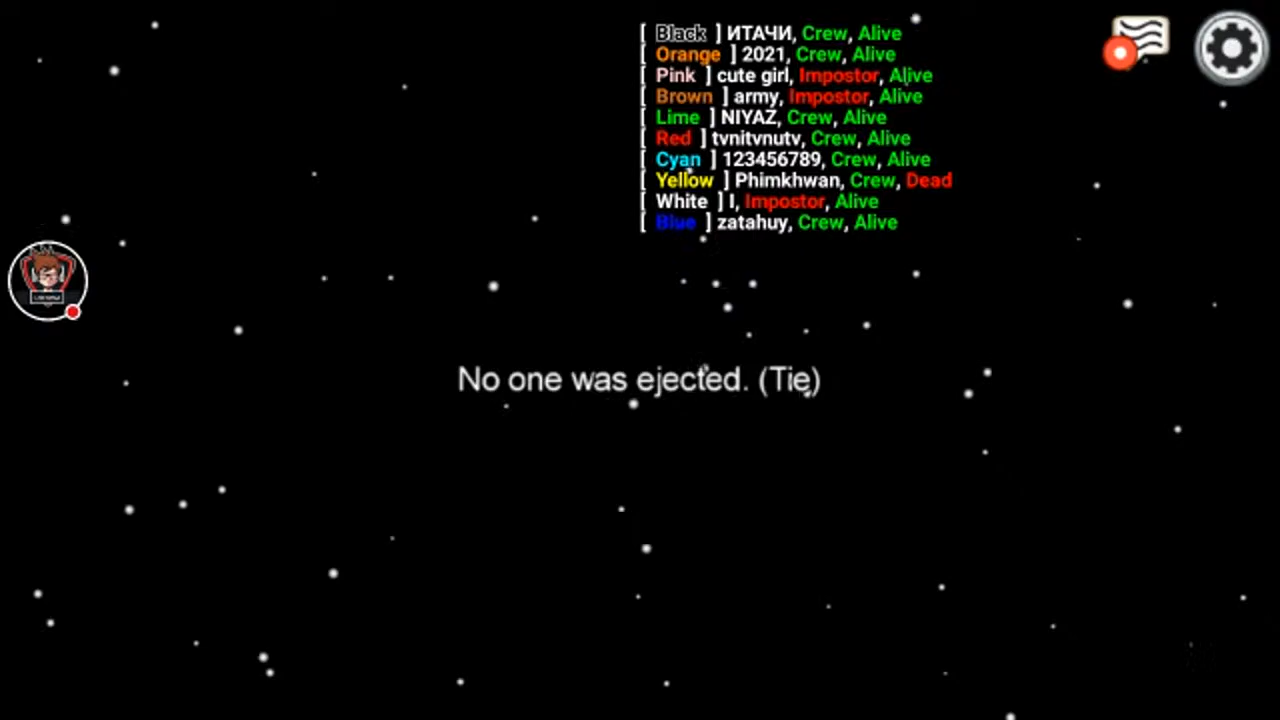 [ Black ] ИТАЧИ, Crew, Alive
[ Orange ] 2021, Crew, Alive
[ Pink ] cute girl, Impostor, Alive
[ Brown ] army, Impostor, Alive
[ Lime ] NIYAZ, Crew, Alive
[ Red ] tvnitvnutv, Crew, Alive
[ Cyan ] 123456789, Crew, Alive
[ Yellow ] Phimkhwan, Crew, Dead
[ White ] I, Impostor, Alive
[ Blue ] zatahuy, Crew, Alive
No one was ejected. (Tie)